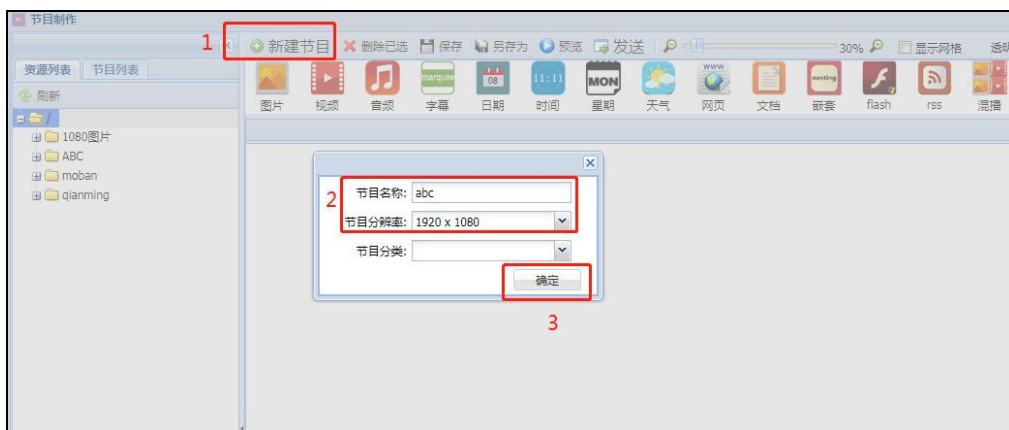 节目制作
1 新建节目 删除已选 保存 另存为 预览 发送 30% 显示网格
资源列表 节目列表
刷新
marquee 08 11:11 MON www nesting
图片 视频 音频 字幕 日期 时间 星期 天气 网页 文档 嵌套 flash rss 混播
/
1080图片
ABC
moban
qianming
2
节目名称: abc
节目分辨率: 1920 x 1080
节目分类:
确定
3